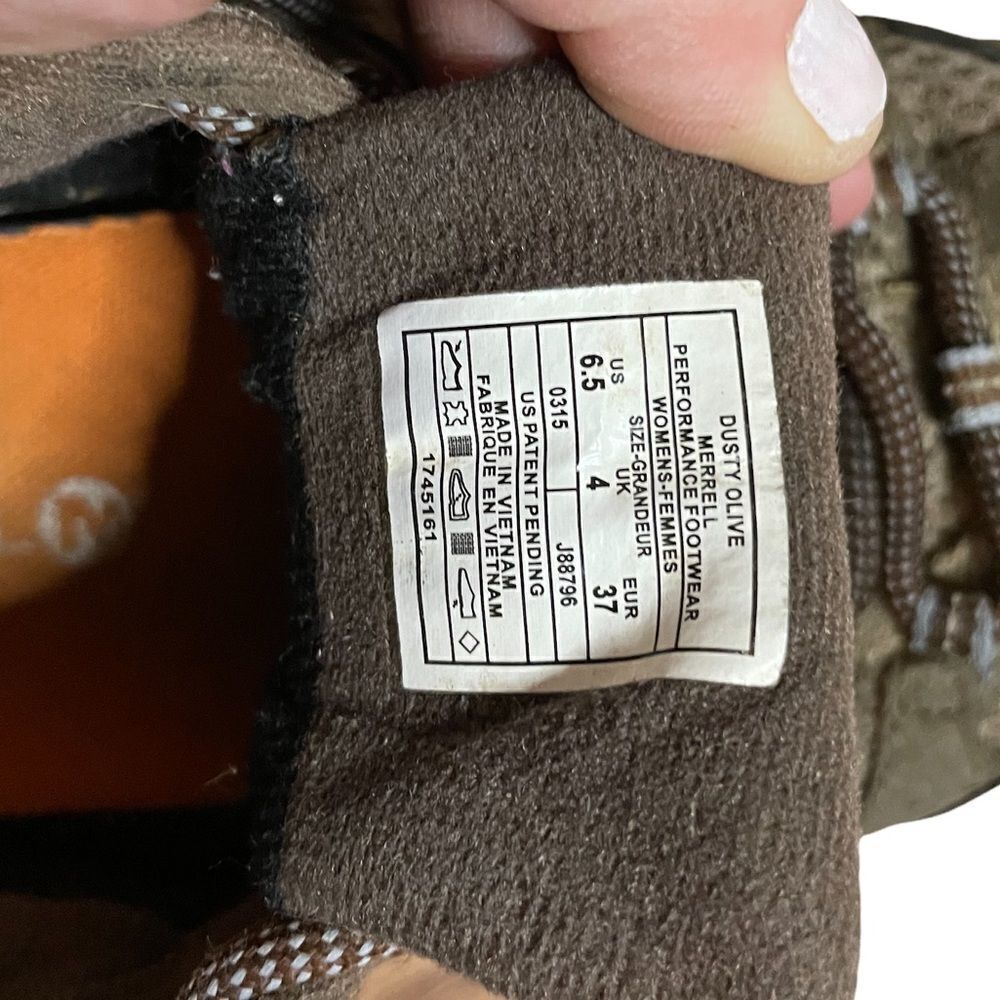 DUSTY OLIVE
MERRELL
PERFORMANCE FOOTWEAR
WOMENS-FEMMES
SIZE-GRANDEUR
US UK EUR
6.5 4 37
0315 J88796
US PATENT PENDING
MADE IN VIETNAM
FABRIQUE EN VIETNAM
1745161